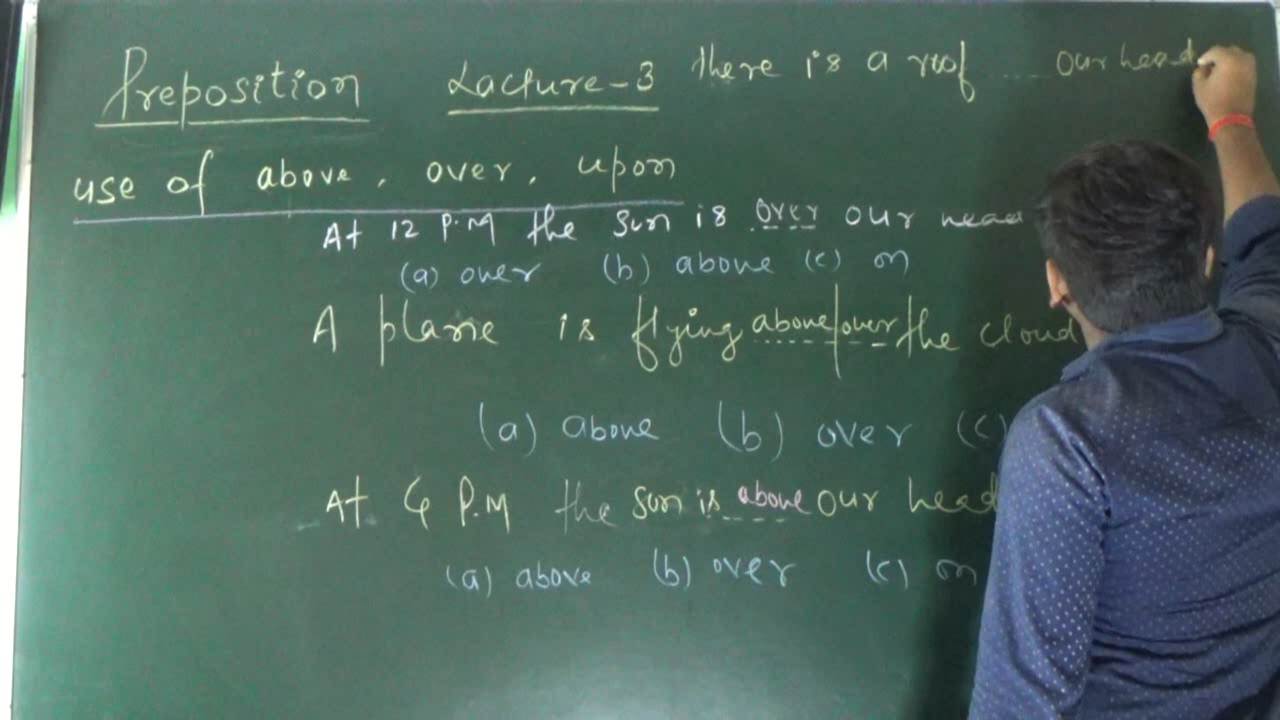 Preposition Lacture-3 there is a roof .... our head
use of above, over, upon
At 12 P.M the Sun is over our head
(a) over (b) above (c) on
A plane is flying above/over the cloud
(a) above (b) over (c)
At 4 P.M the Sun is above our head
(a) above (b) over (c) on